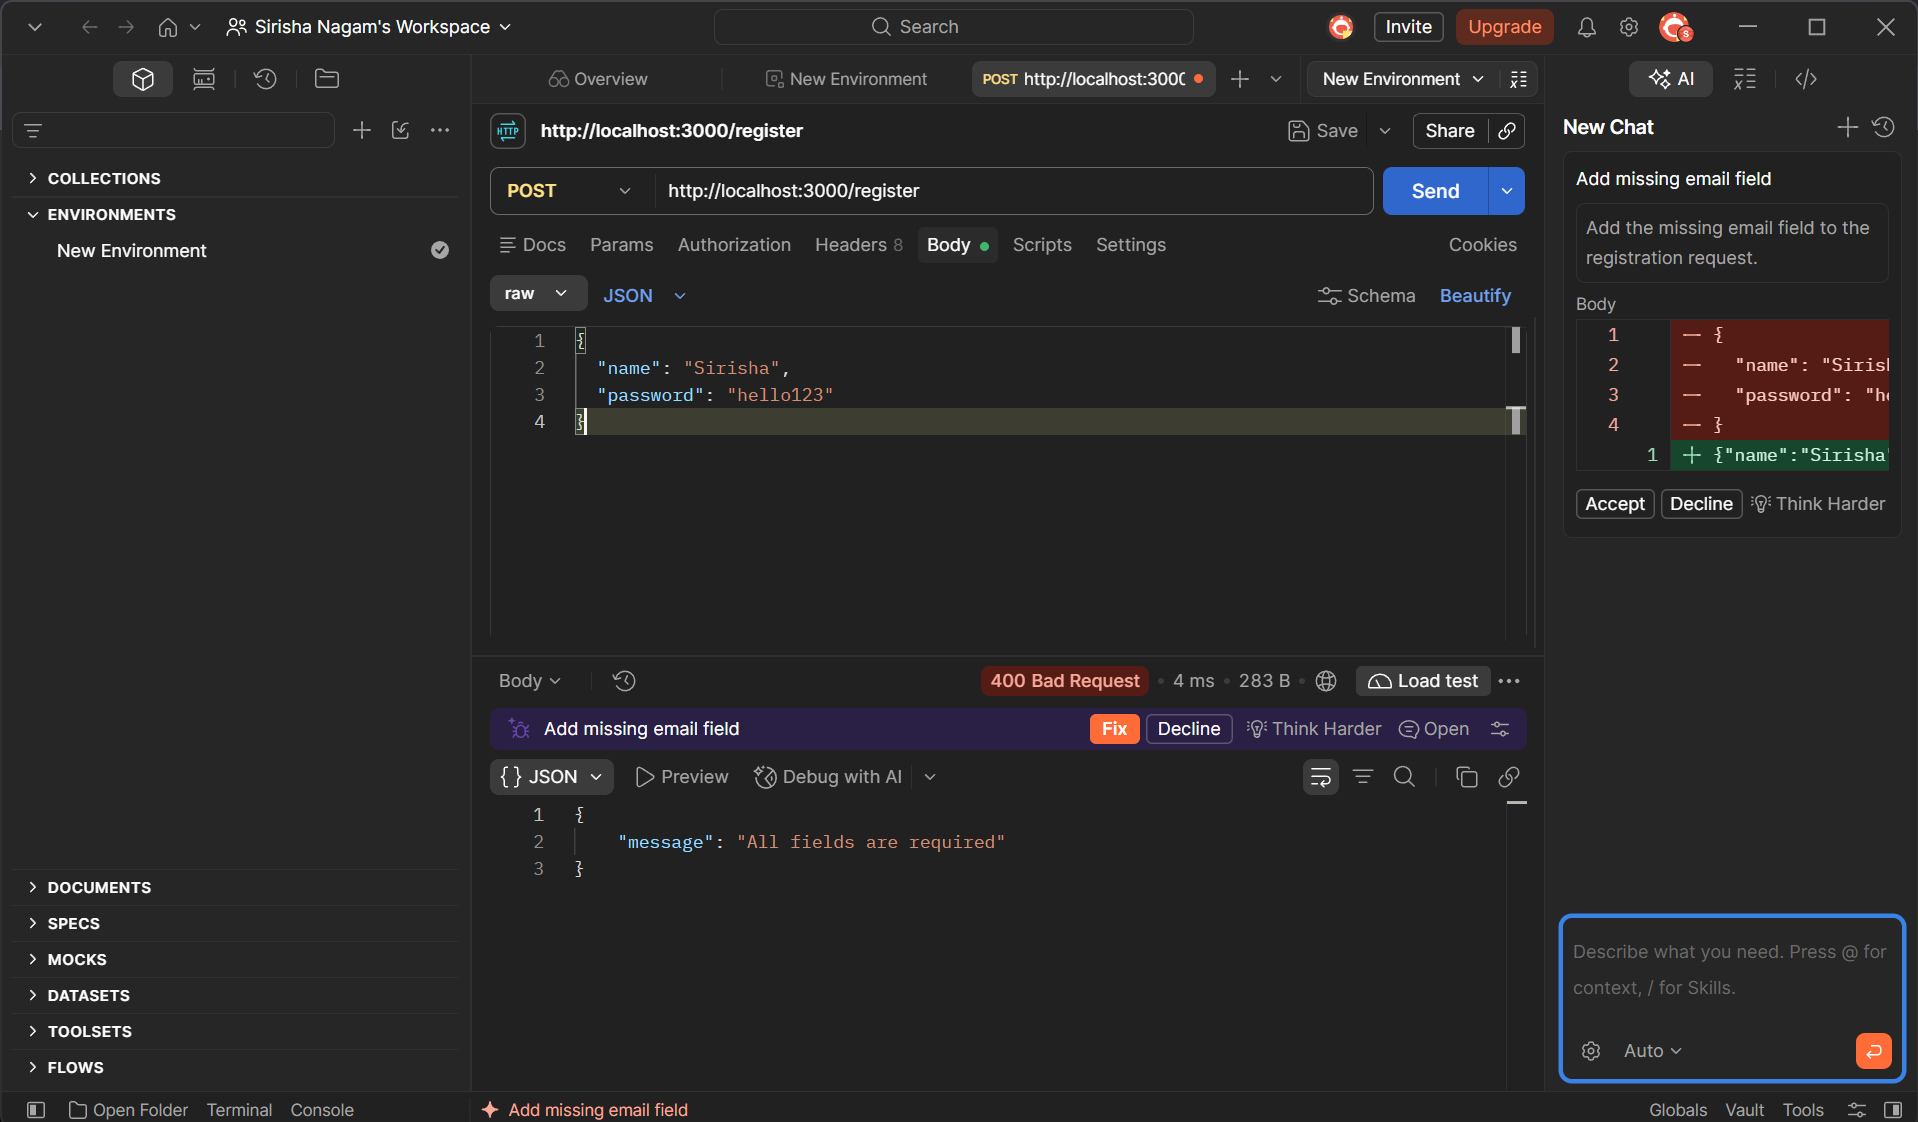 Sirisha Nagam's Workspace
Search
Invite
Upgrade
S
Overview
New Environment
POST http://localhost:3000
New Environment
AI
HTTP
http://localhost:3000/register
Save
Share
New Chat
COLLECTIONS
ENVIRONMENTS
New Environment
POST
http://localhost:3000/register
Send
Docs
Params
Authorization
Headers 8
Body
Scripts
Settings
Cookies
raw
JSON
Schema
Beautify
1 {
2 "name": "Sirisha",
3 "password": "hello123"
4 }
Add missing email field
Add the missing email field to the
registration request.
Body
1 — {
2 — "name": "Siris
3 — "password": "he
4 — }
1 + {"name":"Sirisha"
Accept
Decline
Think Harder
Body
400 Bad Request
4 ms
283 B
Load test
Add missing email field
Fix
Decline
Think Harder
Open
{} JSON
Preview
Debug with AI
1 {
2 "message": "All fields are required"
3 }
DOCUMENTS
SPECS
MOCKS
DATASETS
TOOLSETS
FLOWS
Describe what you need. Press @ for
context, / for Skills.
Auto
Open Folder
Terminal
Console
Add missing email field
Globals
Vault
Tools